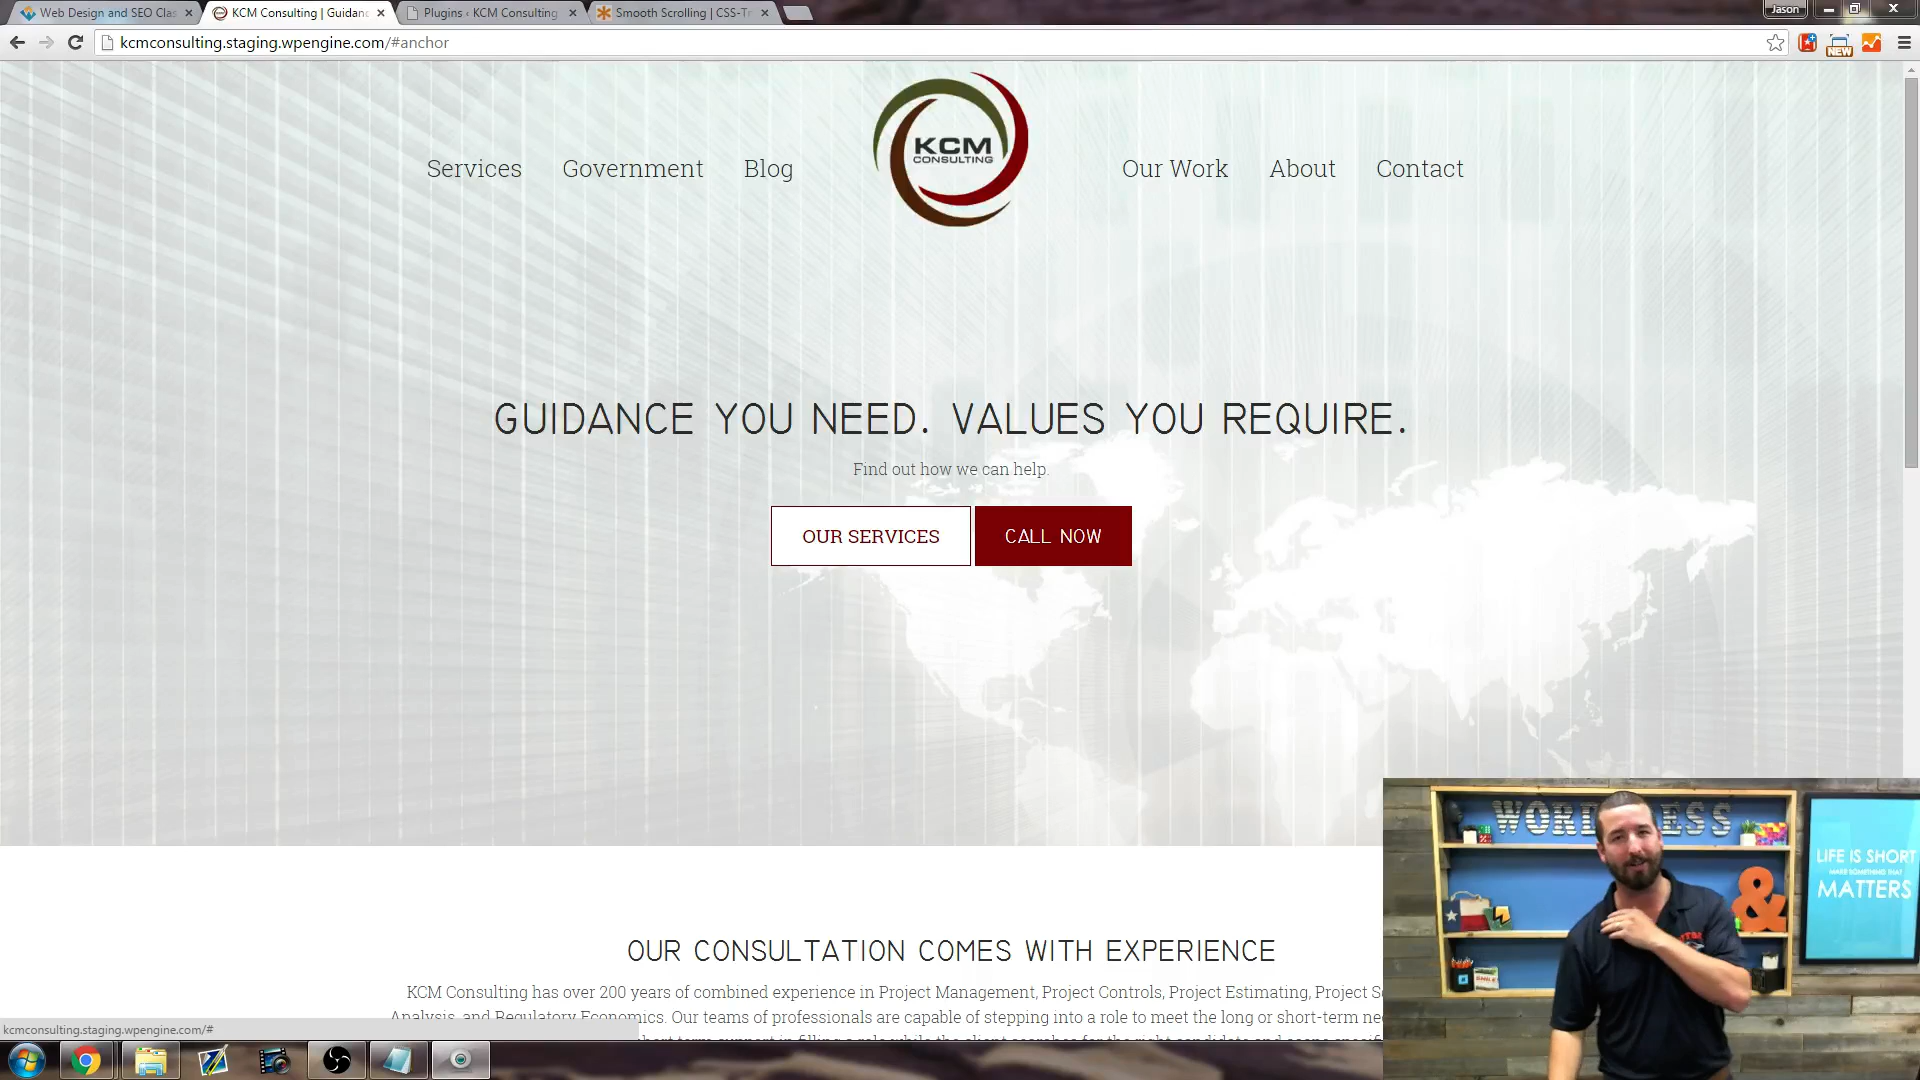 Web Design and SEO Clas
KCM Consulting | Guidanc
Plugins ‹ KCM Consulting
Smooth Scrolling | CSS-Tr
Jason
kcmconsulting.staging.wpengine.com/#anchor
NEW
Services
Government
Blog
KCM
CONSULTING
Our Work
About
Contact
GUIDANCE YOU NEED. VALUES YOU REQUIRE.
Find out how we can help.
OUR SERVICES
CALL NOW
OUR CONSULTATION COMES WITH EXPERIENCE
KCM Consulting has over 200 years of combined experience in Project Management, Project Controls, Project Estimating, Project S
Analysis, and Regulatory Economics. Our teams of professionals are capable of stepping into a role to meet the long or short-term ne
kcmconsulting.staging.wpengine.com/#
LIFE IS SHORT
MAKE SOMETHING THAT
MATTERS
&